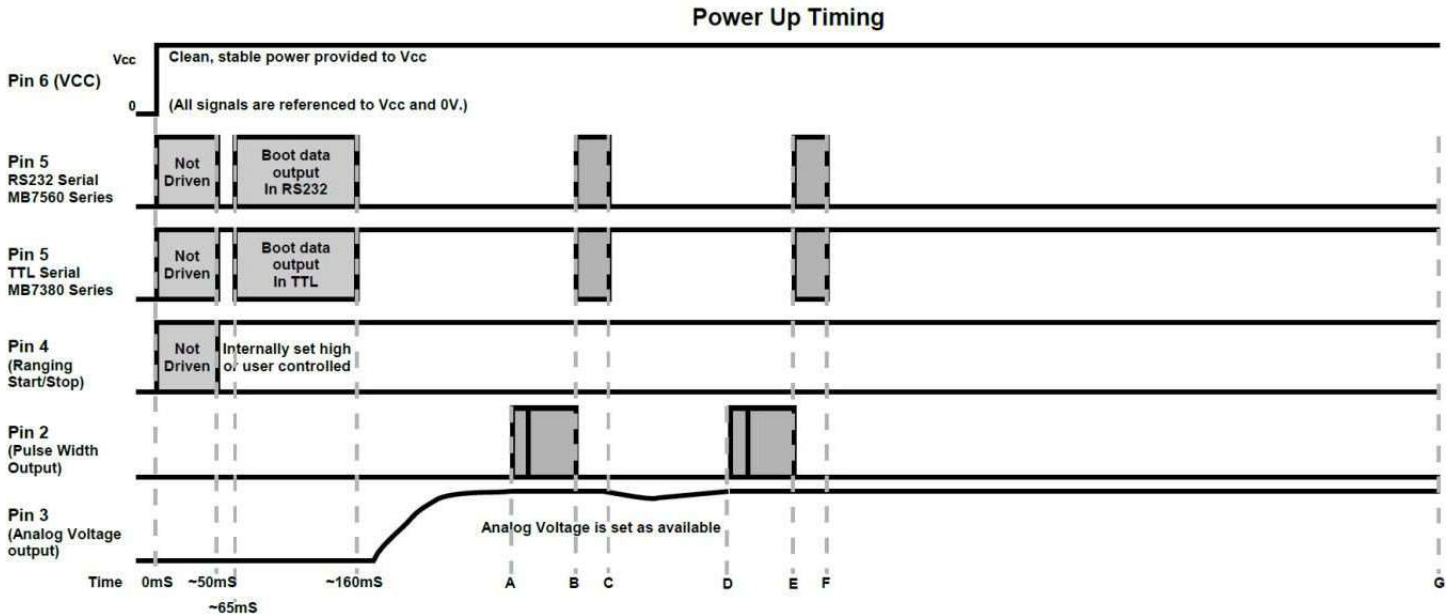 Power Up Timing
Vcc
Clean, stable power provided to Vcc
Pin 6 (VCC)
0
(All signals are referenced to Vcc and 0V.)
Pin 5
RS232 Serial
MB7560 Series
Not
Driven
Boot data
output
In RS232
Pin 5
TTL Serial
MB7380 Series
Not
Driven
Boot data
output
In TTL
Pin 4
(Ranging
Start/Stop)
Not
Driven
Internally set high
or user controlled
Pin 2
(Pulse Width
Output)
Pin 3
(Analog Voltage
output)
Analog Voltage is set as available
Time
0mS
~50mS
~65mS
~160mS
A
B
C
D
E
F
G